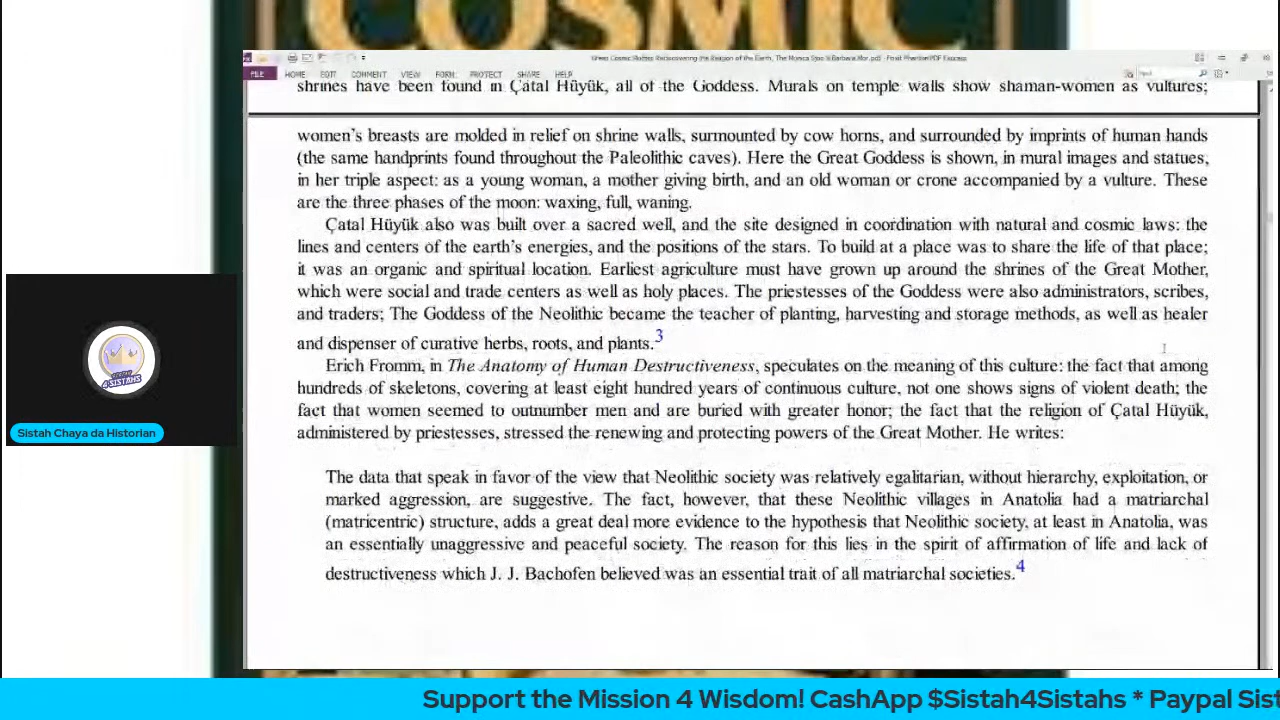 COSMIC
FILE HOME EDIT COMMENT VIEW FORM PROTECT SHARE HELP
shrines have been found in Çatal Hüyük, all of the Goddess. Murals on temple walls show shaman-women as vultures;
women's breasts are molded in relief on shrine walls, surmounted by cow horns, and surrounded by imprints of human hands
(the same handprints found throughout the Paleolithic caves). Here the Great Goddess is shown, in mural images and statues,
in her triple aspect: as a young woman, a mother giving birth, and an old woman or crone accompanied by a vulture. These
are the three phases of the moon: waxing, full, waning.
Çatal Hüyük also was built over a sacred well, and the site designed in coordination with natural and cosmic laws: the
lines and centers of the earth's energies, and the positions of the stars. To build at a place was to share the life of that place;
it was an organic and spiritual location. Earliest agriculture must have grown up around the shrines of the Great Mother,
which were social and trade centers as well as holy places. The priestesses of the Goddess were also administrators, scribes,
and traders; The Goddess of the Neolithic became the teacher of planting, harvesting and storage methods, as well as healer
and dispenser of curative herbs, roots, and plants.3
Erich Fromm, in The Anatomy of Human Destructiveness, speculates on the meaning of this culture: the fact that among
hundreds of skeletons, covering at least eight hundred years of continuous culture, not one shows signs of violent death; the
fact that women seemed to outnumber men and are buried with greater honor; the fact that the religion of Çatal Hüyük,
administered by priestesses, stressed the renewing and protecting powers of the Great Mother. He writes:
The data that speak in favor of the view that Neolithic society was relatively egalitarian, without hierarchy, exploitation, or
marked aggression, are suggestive. The fact, however, that these Neolithic villages in Anatolia had a matriarchal
(matricentric) structure, adds a great deal more evidence to the hypothesis that Neolithic society, at least in Anatolia, was
an essentially unaggressive and peaceful society. The reason for this lies in the spirit of affirmation of life and lack of
destructiveness which J. J. Bachofen believed was an essential trait of all matriarchal societies.4
4 SISTAHS
Sistah Chaya da Historian
Support the Mission 4 Wisdom! CashApp $Sistah4Sistahs * Paypal Sist